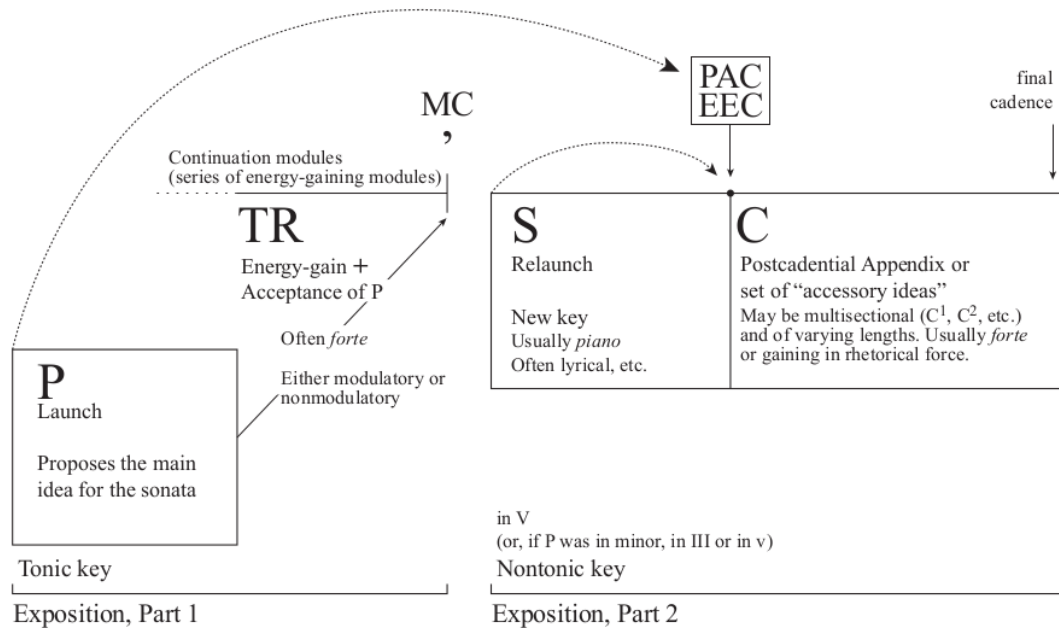 PAC
EEC
final
cadence
MC
,
Continuation modules
(series of energy-gaining modules)
TR
Energy-gain +
Acceptance of P
Often forte
Either modulatory or
nonmodulatory
P
Launch
Proposes the main
idea for the sonata
Tonic key
Exposition, Part 1
S
Relaunch
New key
Usually piano
Often lyrical, etc.
C
Postcadential Appendix or
set of “accessory ideas”
May be multisectional (C¹, C², etc.)
and of varying lengths. Usually forte
or gaining in rhetorical force.
in V
(or, if P was in minor, in III or in v)
Nontonic key
Exposition, Part 2